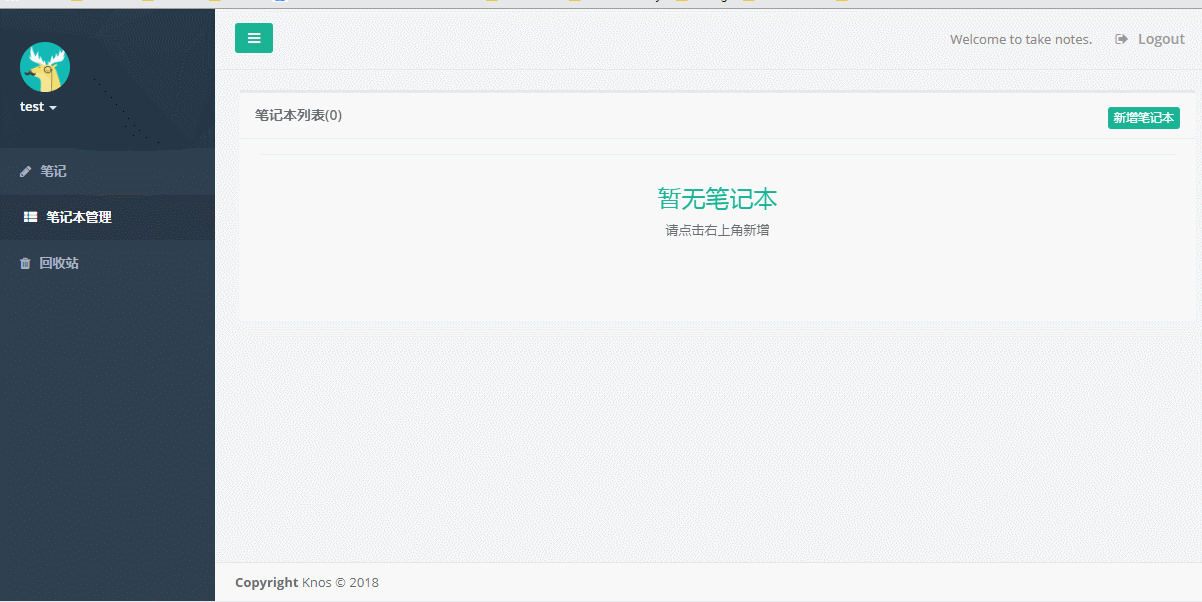 Welcome to take notes. Logout
test
笔记
笔记本管理
回收站
笔记本列表(0) 新增笔记本
暂无笔记本
请点击右上角新增
Copyright Knos © 2018